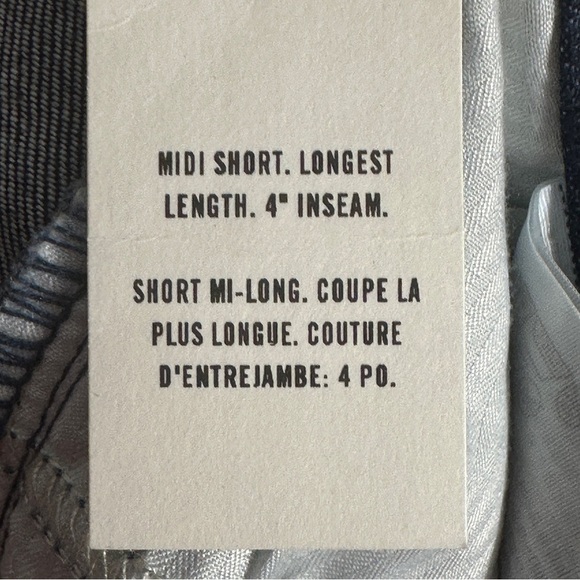 MIDI SHORT. LONGEST
LENGTH. 4" INSEAM.
SHORT MI-LONG. COUPE LA
PLUS LONGUE. COUTURE
D'ENTREJAMBE: 4 PO.